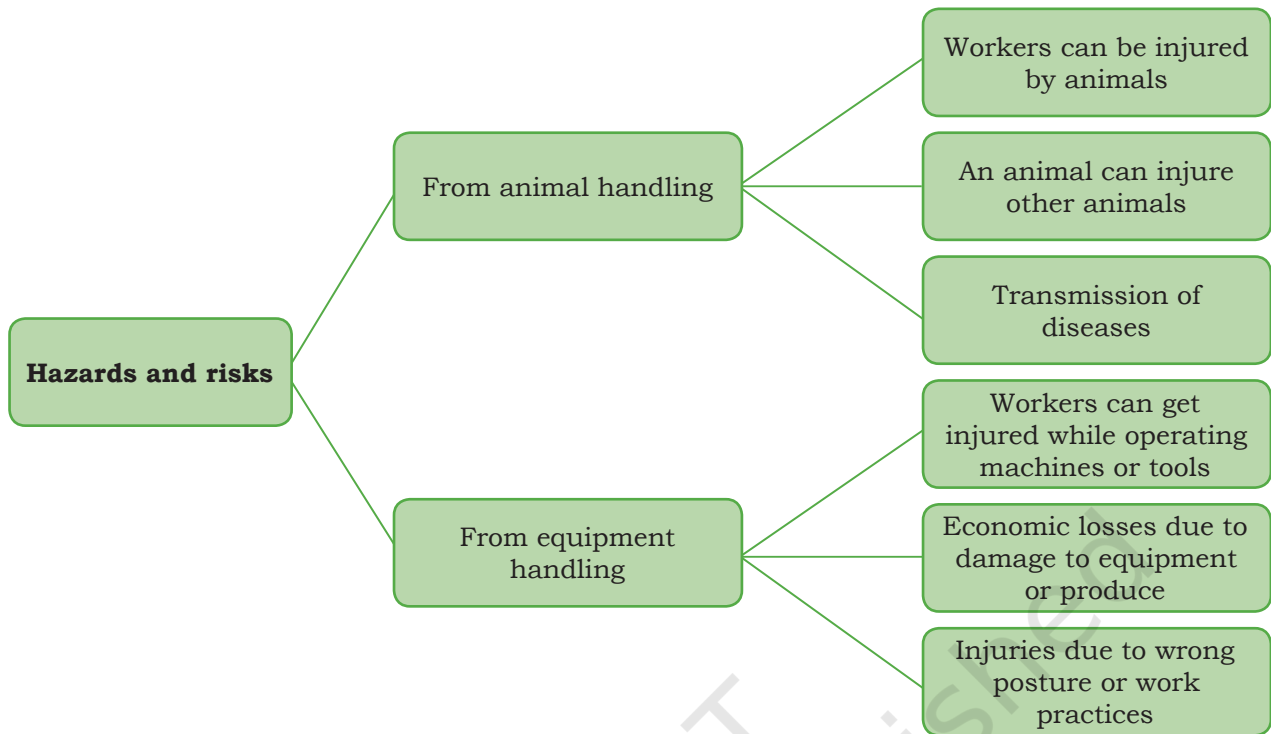 Workers can be injured
by animals
From animal handling
An animal can injure
other animals
Transmission of
diseases
Hazards and risks
Workers can get
injured while operating
machines or tools
From equipment
handling
Economic losses due to
damage to equipment
or produce
Injuries due to wrong
posture or work
practices